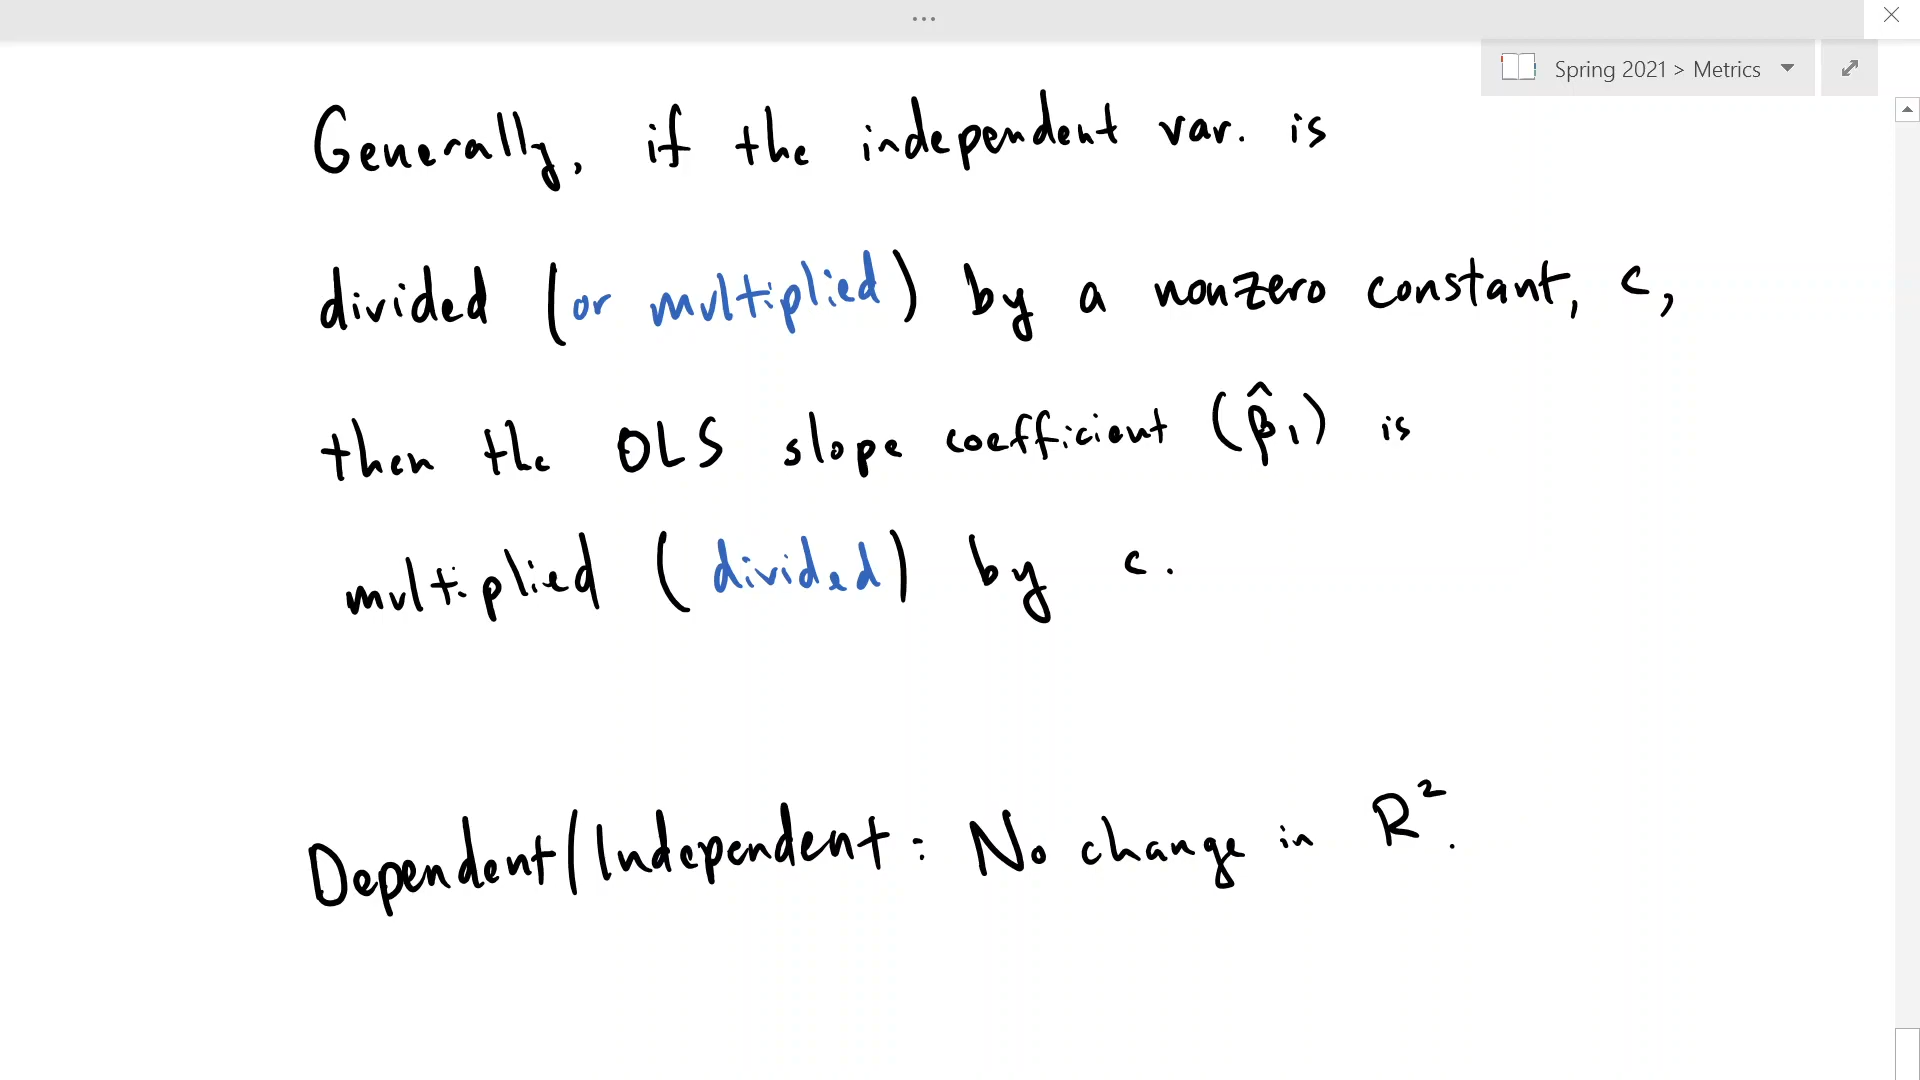 ...
Spring 2021 > Metrics
Generally, if the independent var. is
divided (or multiplied) by a nonzero constant, c,
then the OLS slope coefficient (β̂₁) is
multiplied (divided) by c.
Dependent/Independent: No change in R².